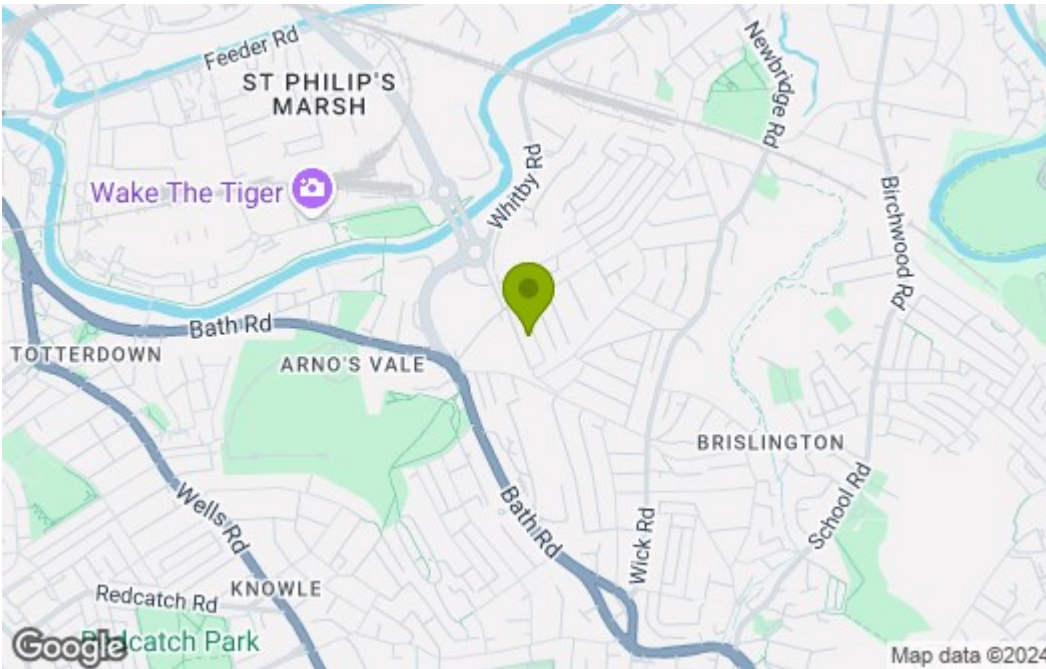 Feeder Rd
ST PHILIP'S
MARSH
Newbridge Rd
Wake The Tiger
Whitby Rd
Birchwood Rd
Bath Rd
TOTTERDOWN
ARNO'S VALE
BRISLINGTON
Wells Rd
Bath Rd
Wick Rd
School Rd
KNOWLE
Redcatch Rd
Redcatch Park
Google
Map data ©2024